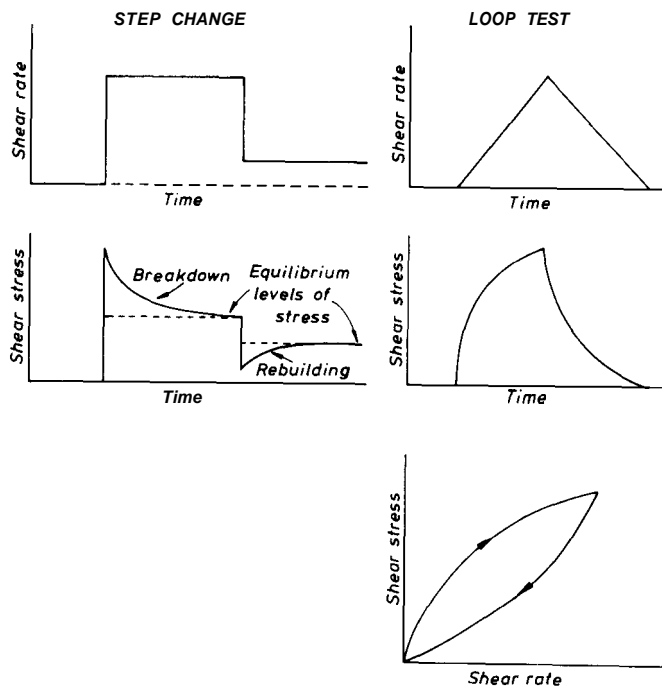 STEP CHANGE
LOOP TEST
Shear rate
Time
Shear rate
Time
Shear stress
Breakdown
Equilibrium
levels of
stress
Rebuilding
Time
Shear stress
Time
Shear stress
Shear rate